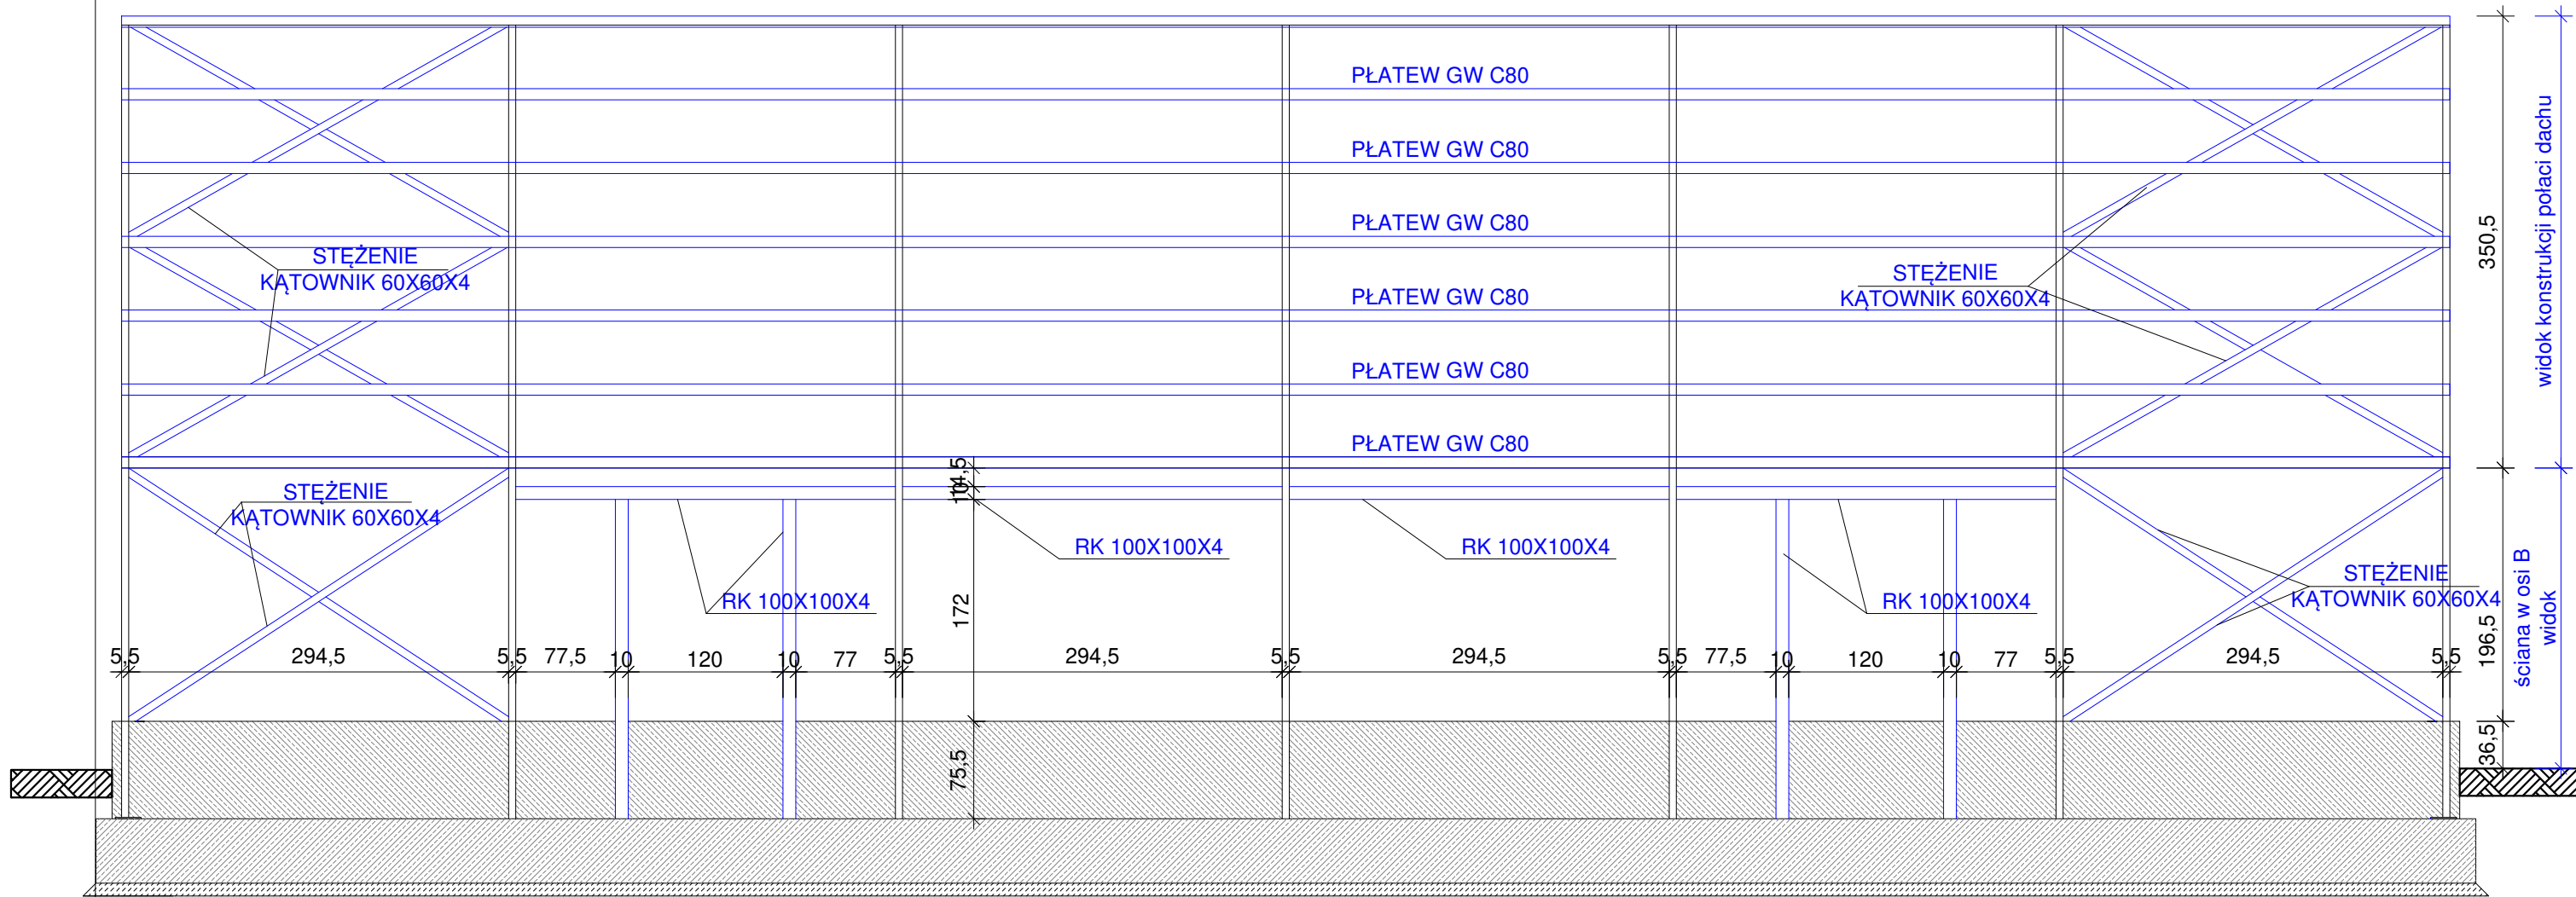 PŁATEW GW C80
PŁATEW GW C80
PŁATEW GW C80
PŁATEW GW C80
PŁATEW GW C80
PŁATEW GW C80
STĘŻENIE
KĄTOWNIK 60X60X4
STĘŻENIE
KĄTOWNIK 60X60X4
350,5
widok konstrukcji połaci dachu
STĘŻENIE
KĄTOWNIK 60X60X4
14,5
10
172
75,5
RK 100X100X4
RK 100X100X4
RK 100X100X4
RK 100X100X4
STĘŻENIE
KĄTOWNIK 60X60X4
196,5
36,5
ściana w osi B
widok
5,5
294,5
5,5
77,5
10
120
10
77
5,5
294,5
5,5
294,5
5,5
77,5
10
120
10
77
5,5
294,5
5,5